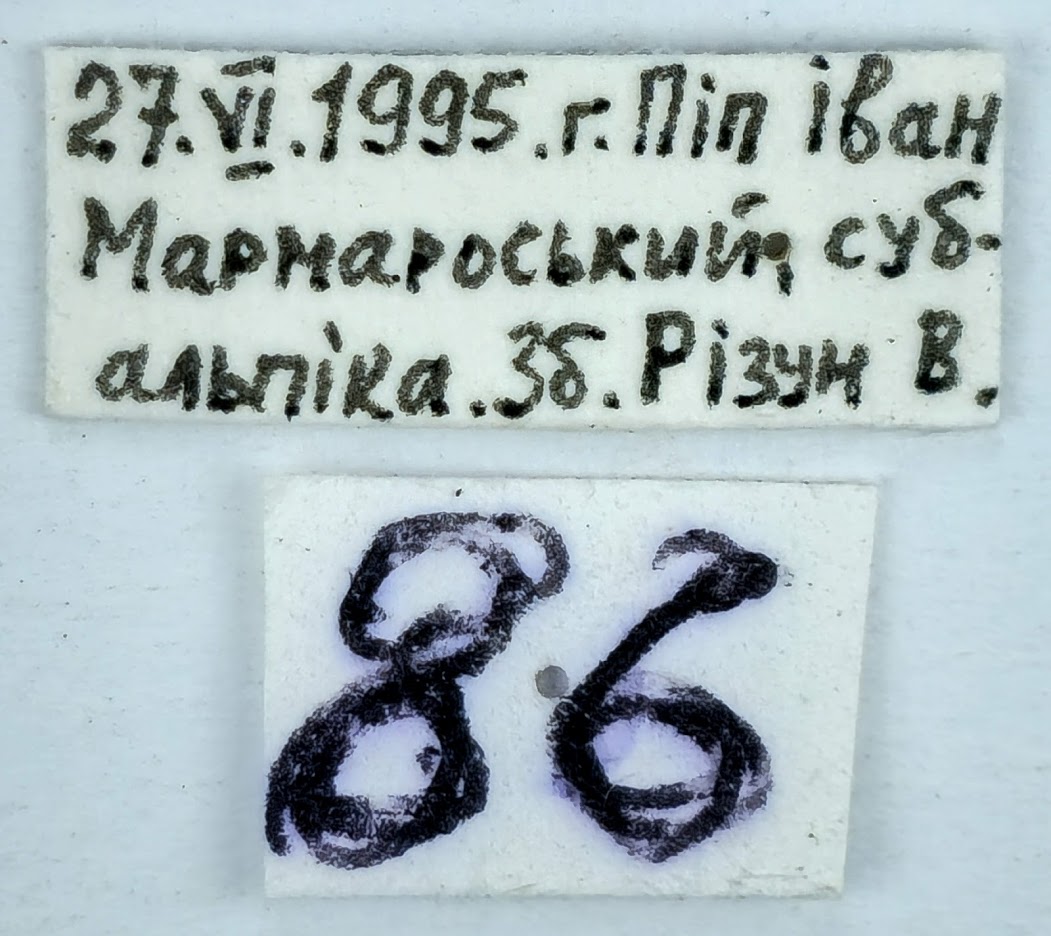 27.VI.1995.г. Піп Іван
Мармароський, суб-
альпіка. Зб. Різун В.
86